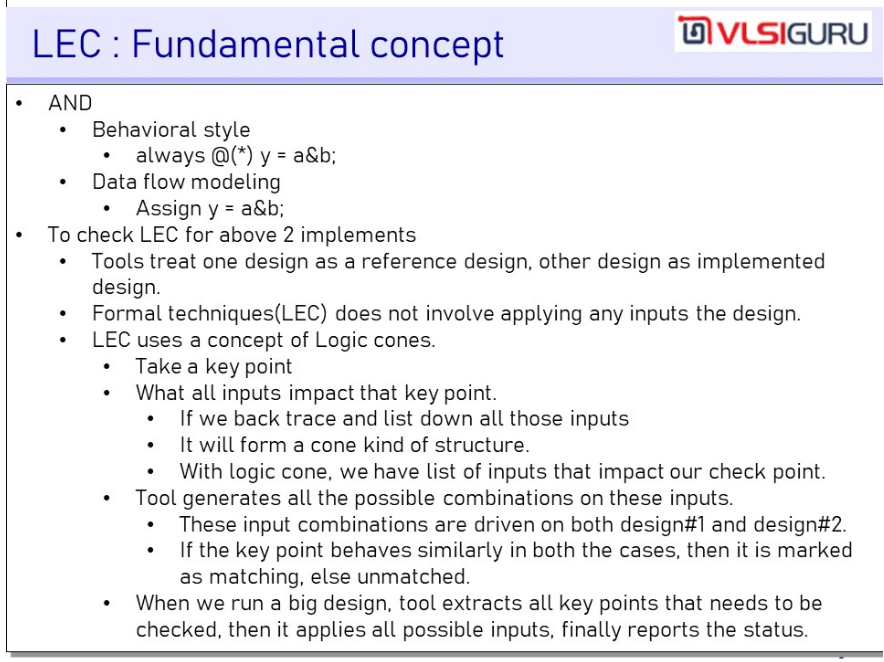 LEC : Fundamental concept
VLSIGURU
• AND
• Behavioral style
• always @(*) y = a&b;
• Data flow modeling
• Assign y = a&b;
• To check LEC for above 2 implements
• Tools treat one design as a reference design, other design as implemented
design.
• Formal techniques(LEC) does not involve applying any inputs the design.
• LEC uses a concept of Logic cones.
• Take a key point
• What all inputs impact that key point.
• If we back trace and list down all those inputs
• It will form a cone kind of structure.
• With logic cone, we have list of inputs that impact our check point.
• Tool generates all the possible combinations on these inputs.
• These input combinations are driven on both design#1 and design#2.
• If the key point behaves similarly in both the cases, then it is marked
as matching, else unmatched.
• When we run a big design, tool extracts all key points that needs to be
checked, then it applies all possible inputs, finally reports the status.